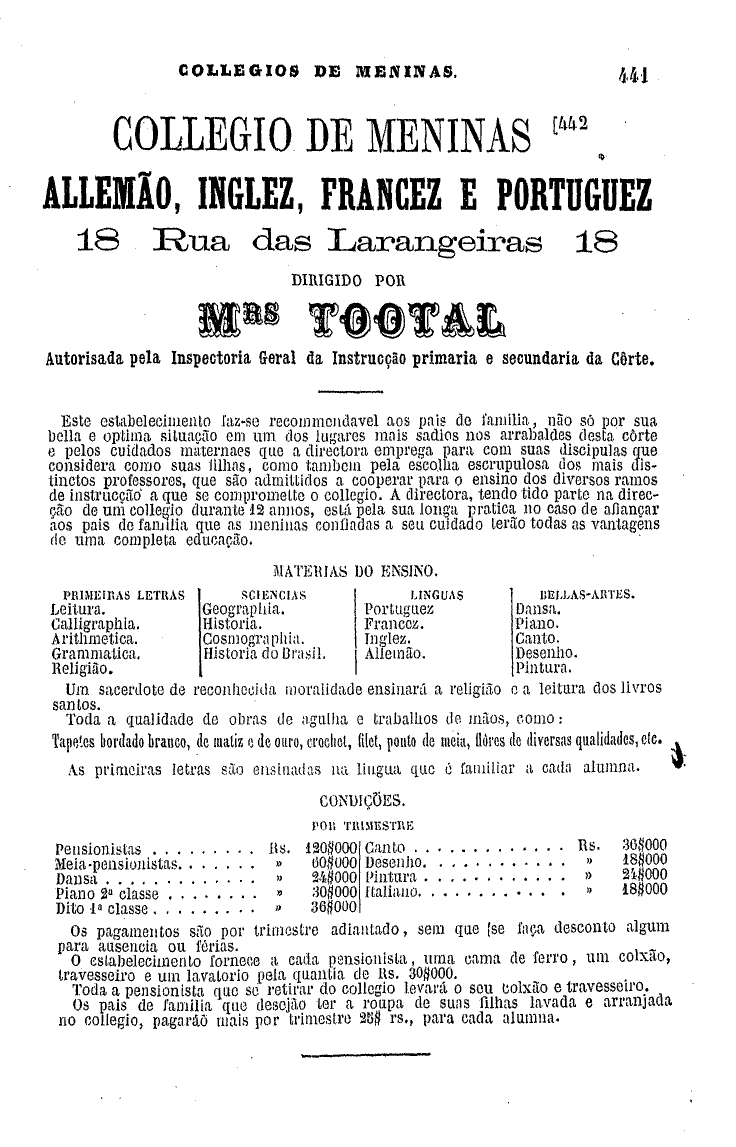 COLLEGIOS DE MENINAS. 441
COLLEGIO DE MENINAS [442
ALLEMÃO, INGLEZ, FRANCEZ E PORTUGUEZ
18 Rua das Larangeiras 18
DIRIGIDO POR
MRS TOOTAL
Autorisada pela Inspectoria Geral da Instrucção primaria e secundaria da Côrte.
Este estabelecimento faz-se recommendavel aos pais de familia, não só por sua
bella e optima situação em um dos lugares mais sadios nos arrabaldes desta côrte
e pelos cuidados maternaes que a directora emprega para com suas discipulas que
considera como suas filhas, como tambem pela escolha escrupulosa dos mais dis-
tinctos professores, que são admittidos a cooperar para o ensino dos diversos ramos
de instrucção a que se compromette o collegio. A directora, tendo tido parte na direc-
ção de um collegio durante 12 annos, está pela sua longa pratica no caso de afiançar
aos pais de familia que as meninas confiadas a seu cuidado terão todas as vantagens
de uma completa educação.
MATERIAS DO ENSINO.
PRIMEIRAS LETRAS SCIENCIAS LINGUAS BELLAS-ARTES.
Leitura. Geographia. Portuguez Dansa.
Calligraphia. Historia. Francez. Piano.
Arithmetica. Cosmographia. Inglez. Canto.
Grammatica. Historia do Brasil. Allemão. Desenho.
Religião. Pintura.
Um sacerdote de reconhecida moralidade ensinará a religião e a leitura dos livros
santos.
Toda a qualidade de obras de agulha e trabalhos de mãos, como:
Tapetes bordado branco, de matiz e de ouro, crochet, filet, ponto de meia, flôres de diversas qualidades, etc.
As primeiras letras são ensinadas na lingua que é familiar a cada alumna.
CONDIÇÕES.
POR TRIMESTRE
Pensionistas . . . . . . . . . Rs. 120$000 Canto . . . . . . . . . . . . . Rs. 36$000
Meia-pensionistas. . . . . . . » 60$000 Desenho. . . . . . . . . . . . » 18$000
Dansa . . . . . . . . . . . . . » 24$000 Pintura . . . . . . . . . . . . » 24$000
Piano 2ª classe . . . . . . . . » 30$000 Italiano. . . . . . . . . . . . » 18$000
Dito 1ª classe . . . . . . . . . » 36$000
Os pagamentos são por trimestre adiantado, sem que [se faça desconto algum
para ausencia ou férias.
O estabelecimento fornece a cada pensionista, uma cama de ferro, um colxão,
travesseiro e um lavatorio pela quantia de Rs. 30$000.
Toda a pensionista que se retirar do collegio levará o seu colxão e travesseiro.
Os pais de familia que desejão ter a roupa de suas filhas lavada e arranjada
no collegio, pagaráõ mais por trimestre 25$ rs., para cada alumna.